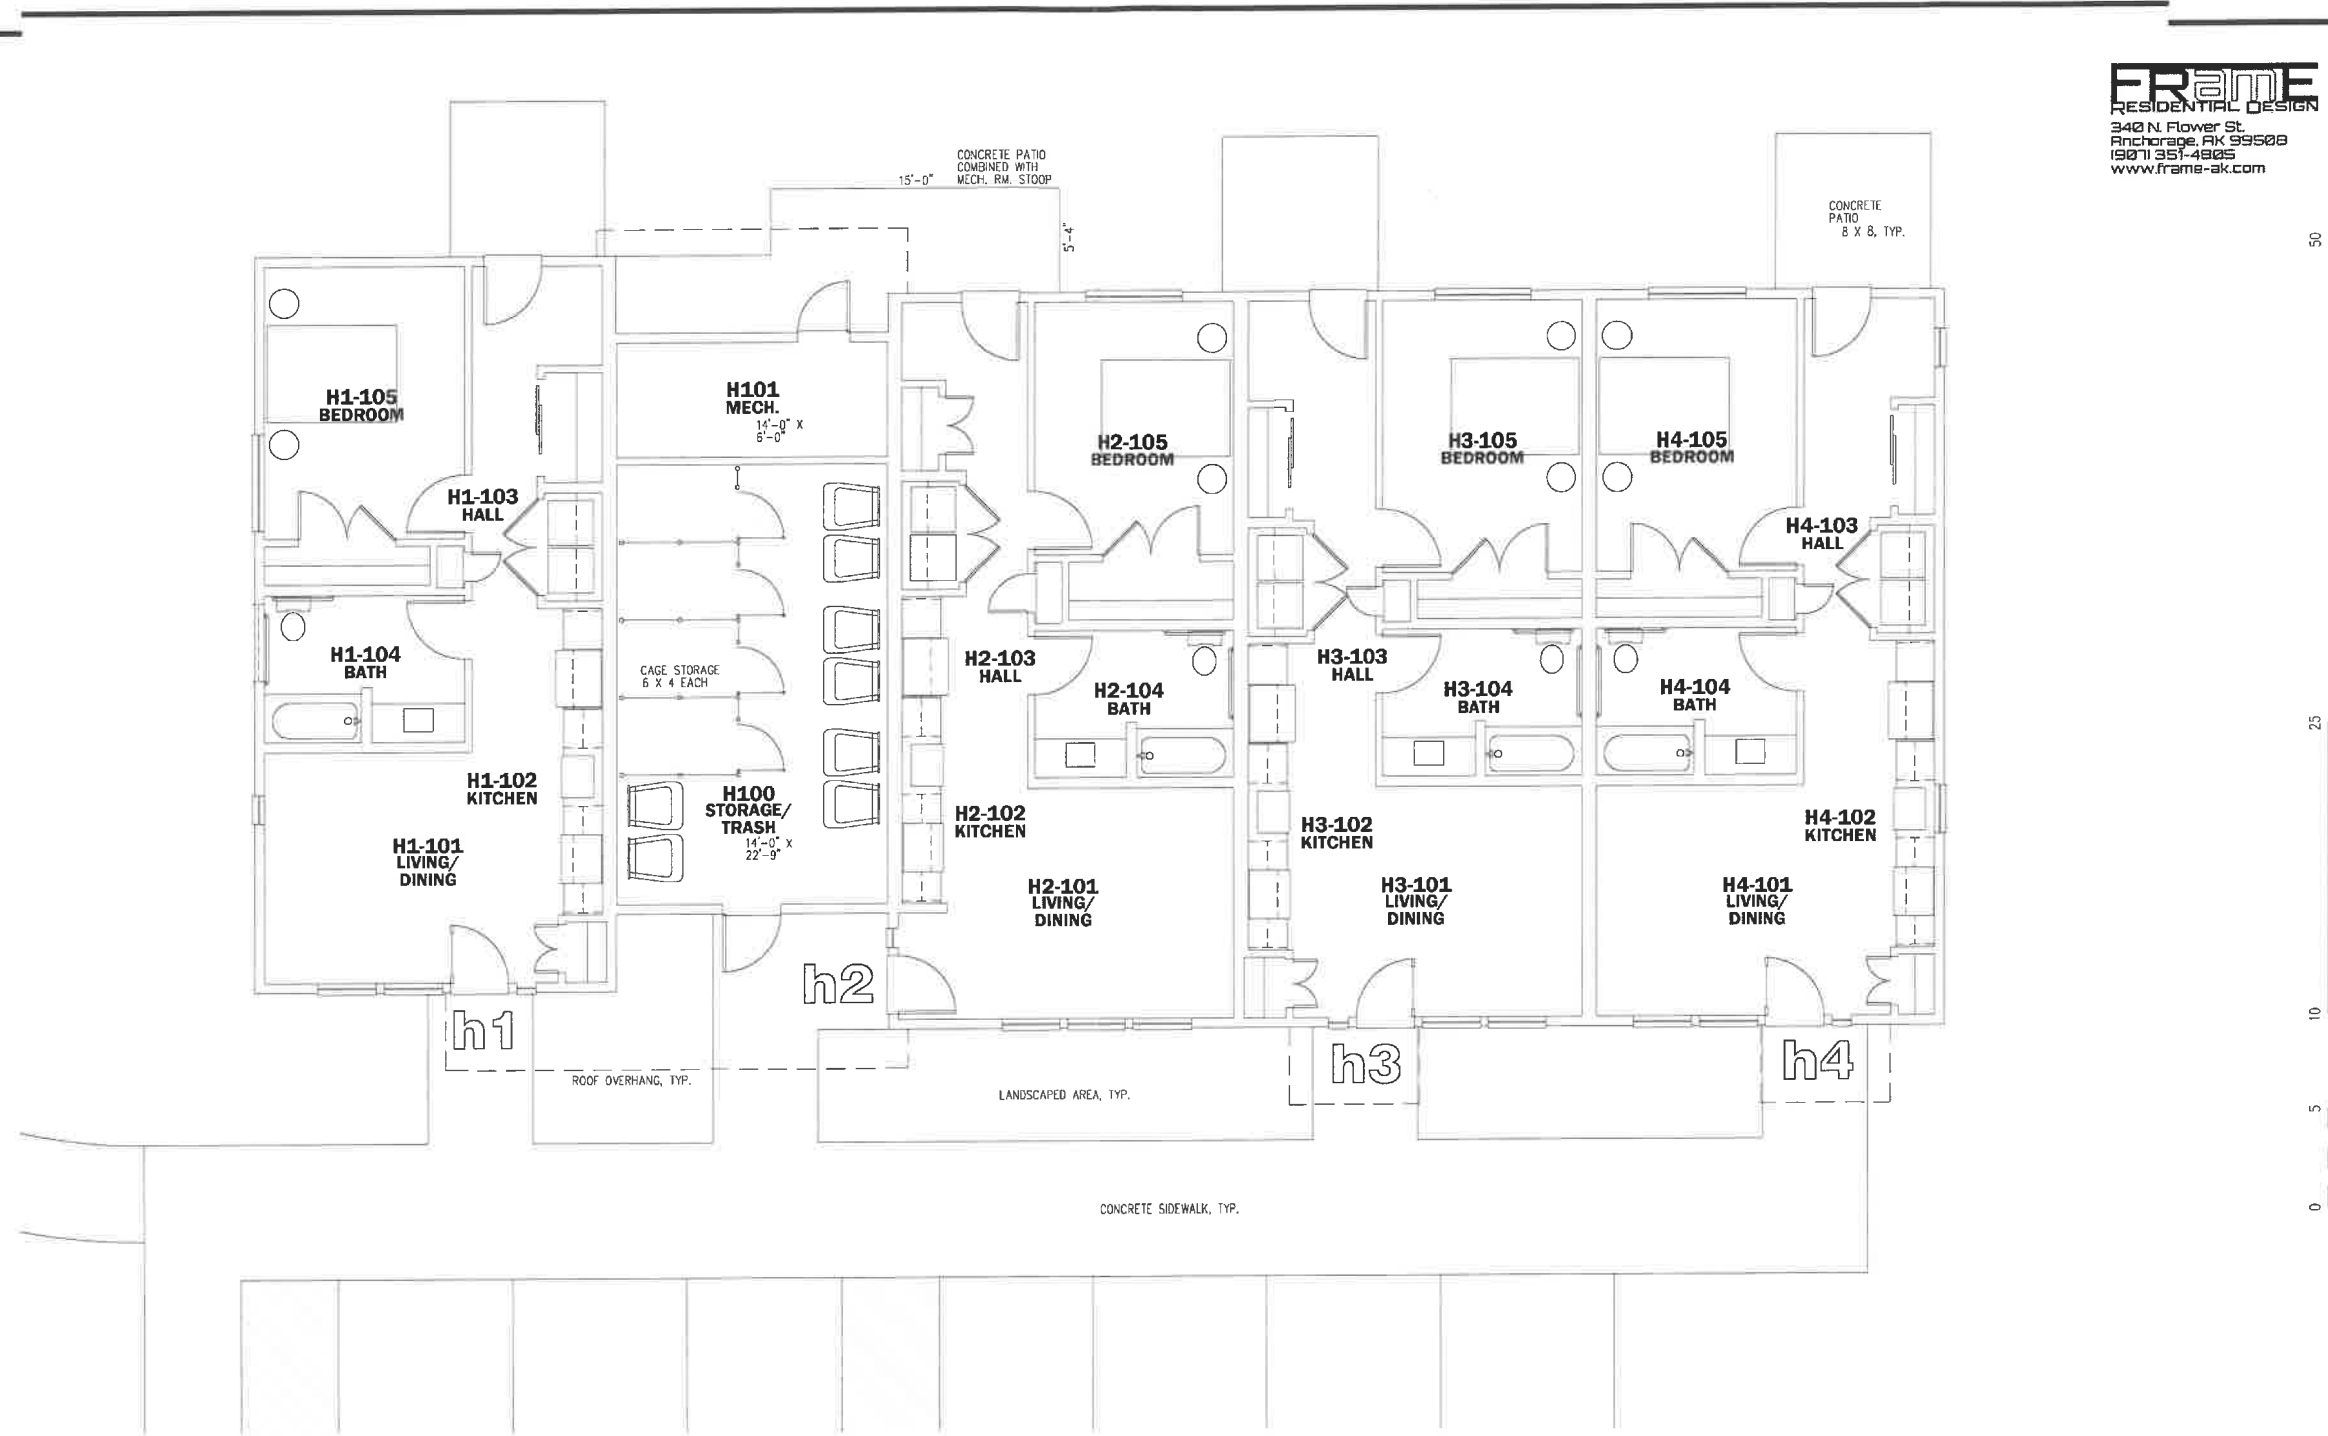 FRamE
RESIDENTIAL DESIGN
340 N. Flower St.
Anchorage, AK 99508
(907) 351-4805
www.frame-ak.com
CONCRETE PATIO
COMBINED WITH
MECH. RM. STOOP
15'-0"
5'-4"
CONCRETE
PATIO
8 X 8, TYP.
50
H1-105
BEDROOM
H101
MECH.
14'-0" X
6'-0"
H2-105
BEDROOM
H3-105
BEDROOM
H4-105
BEDROOM
H1-103
HALL
H4-103
HALL
H1-104
BATH
CAGE STORAGE
6 X 4 EACH
H2-103
HALL
H3-103
HALL
H2-104
BATH
H3-104
BATH
H4-104
BATH
25
H1-102
KITCHEN
H100
STORAGE/
TRASH
14'-0" X
22'-9"
H2-102
KITCHEN
H3-102
KITCHEN
H4-102
KITCHEN
H1-101
LIVING/
DINING
H2-101
LIVING/
DINING
H3-101
LIVING/
DINING
H4-101
LIVING/
DINING
h2
10
h1
h3
h4
ROOF OVERHANG, TYP.
LANDSCAPED AREA, TYP.
5
CONCRETE SIDEWALK, TYP.
0